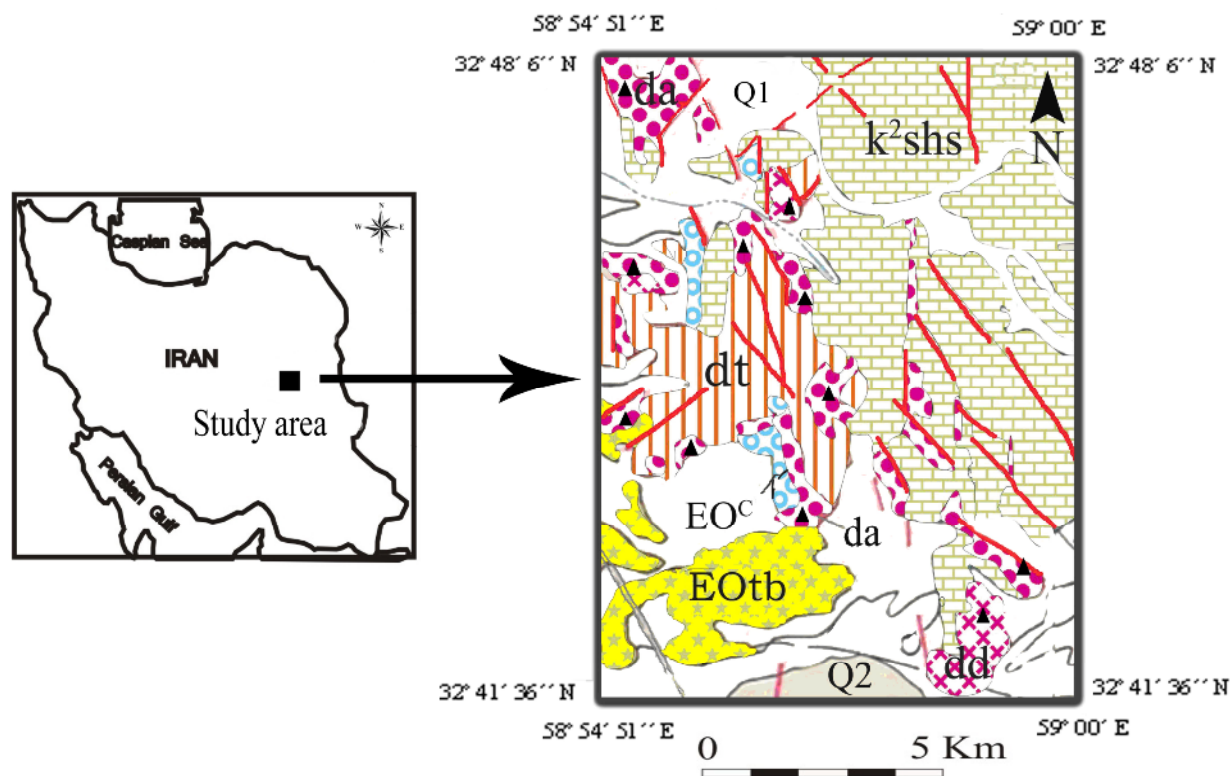 58° 54´ 51´´ E
59° 00´ E
32° 48´ 6´´ N
32° 48´ 6´´ N
da
Q1
k²shs
N
N
W
E
S
Caspian Sea
IRAN
Study area
Persian Gulf
dt
EOᶜ
da
EOtb
Q2
dd
32° 41´ 36´´ N
32° 41´ 36´´ N
58° 54´ 51´´ E
59° 00´ E
0
5 Km